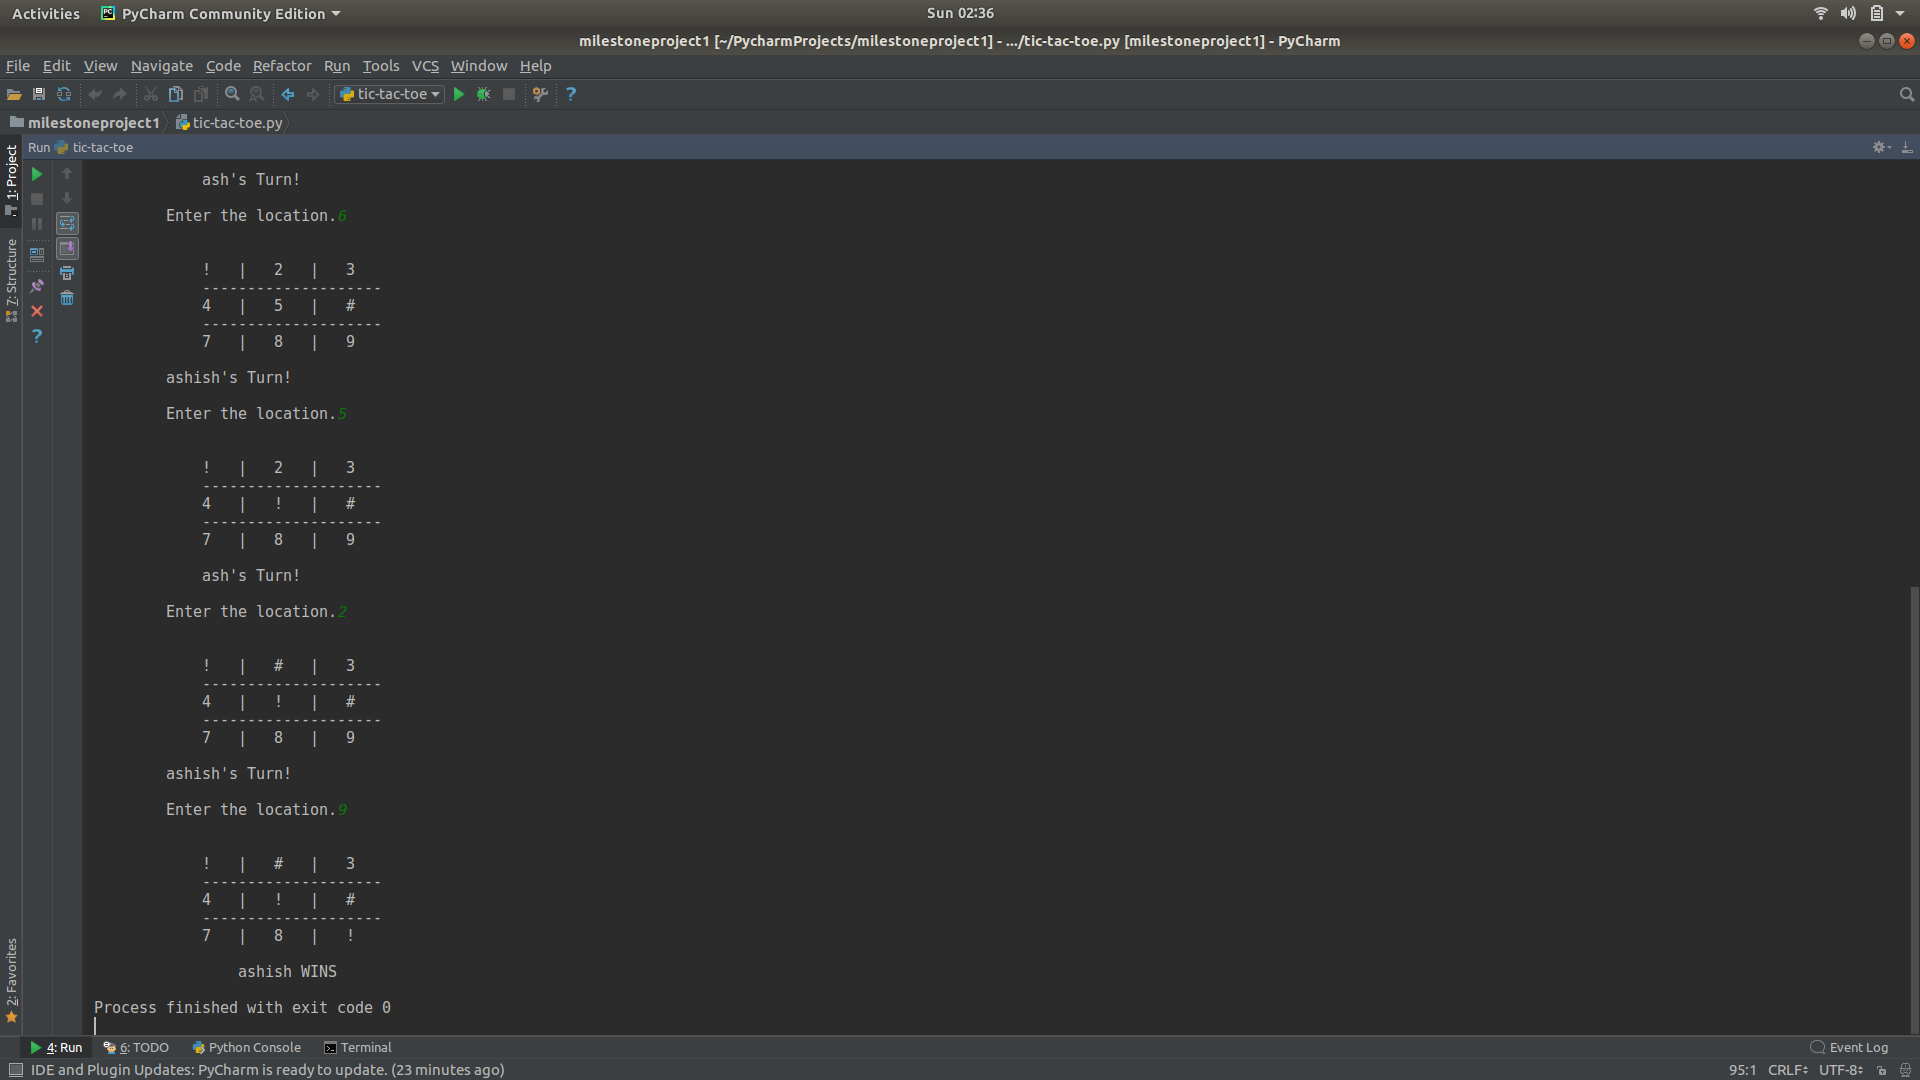 Activities PyCharm Community Edition Sun 02:36
milestoneproject1 [~/PycharmProjects/milestoneproject1] - .../tic-tac-toe.py [milestoneproject1] - PyCharm
File Edit View Navigate Code Refactor Run Tools VCS Window Help
tic-tac-toe
milestoneproject1 tic-tac-toe.py
Run tic-tac-toe
1: Project
7: Structure
2: Favorites
ash's Turn!
Enter the location.6
! | 2 | 3
--------------------
4 | 5 | #
--------------------
7 | 8 | 9
ashish's Turn!
Enter the location.5
! | 2 | 3
--------------------
4 | ! | #
--------------------
7 | 8 | 9
ash's Turn!
Enter the location.2
! | # | 3
--------------------
4 | ! | #
--------------------
7 | 8 | 9
ashish's Turn!
Enter the location.9
! | # | 3
--------------------
4 | ! | #
--------------------
7 | 8 | !
ashish WINS
Process finished with exit code 0
4: Run 6: TODO Python Console Terminal Event Log
IDE and Plugin Updates: PyCharm is ready to update. (23 minutes ago) 95:1 CRLF UTF-8